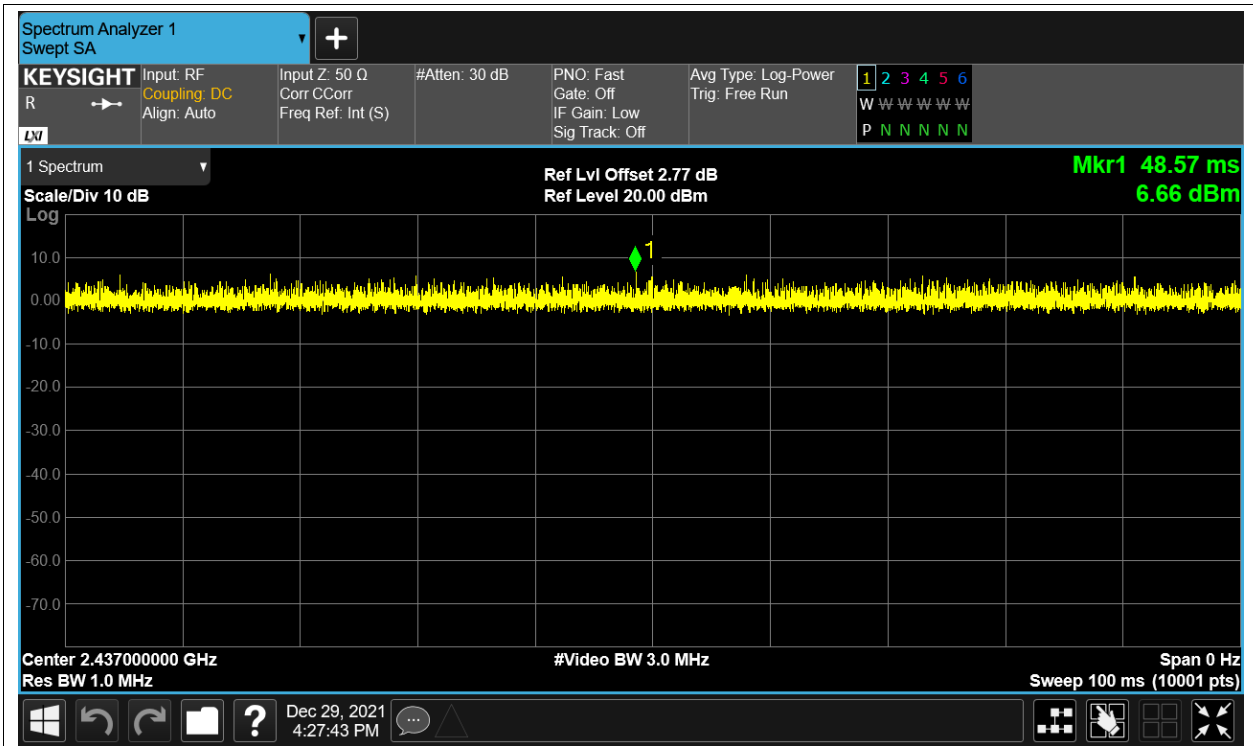 Spectrum Analyzer 1
Swept SA
KEYSIGHT
R
LXI
Input: RF
Coupling: DC
Align: Auto
Input Z: 50 Ω
Corr CCorr
Freq Ref: Int (S)
#Atten: 30 dB
PNO: Fast
Gate: Off
IF Gain: Low
Sig Track: Off
Avg Type: Log-Power
Trig: Free Run
1 2 3 4 5 6
W W W W W W
P N N N N N
1 Spectrum
Scale/Div 10 dB
Log
Ref Lvl Offset 2.77 dB
Ref Level 20.00 dBm
Mkr1 48.57 ms
6.66 dBm
1
10.0
0.00
-10.0
-20.0
-30.0
-40.0
-50.0
-60.0
-70.0
Center 2.437000000 GHz
Res BW 1.0 MHz
#Video BW 3.0 MHz
Span 0 Hz
Sweep 100 ms (10001 pts)
?
Dec 29, 2021
4:27:43 PM